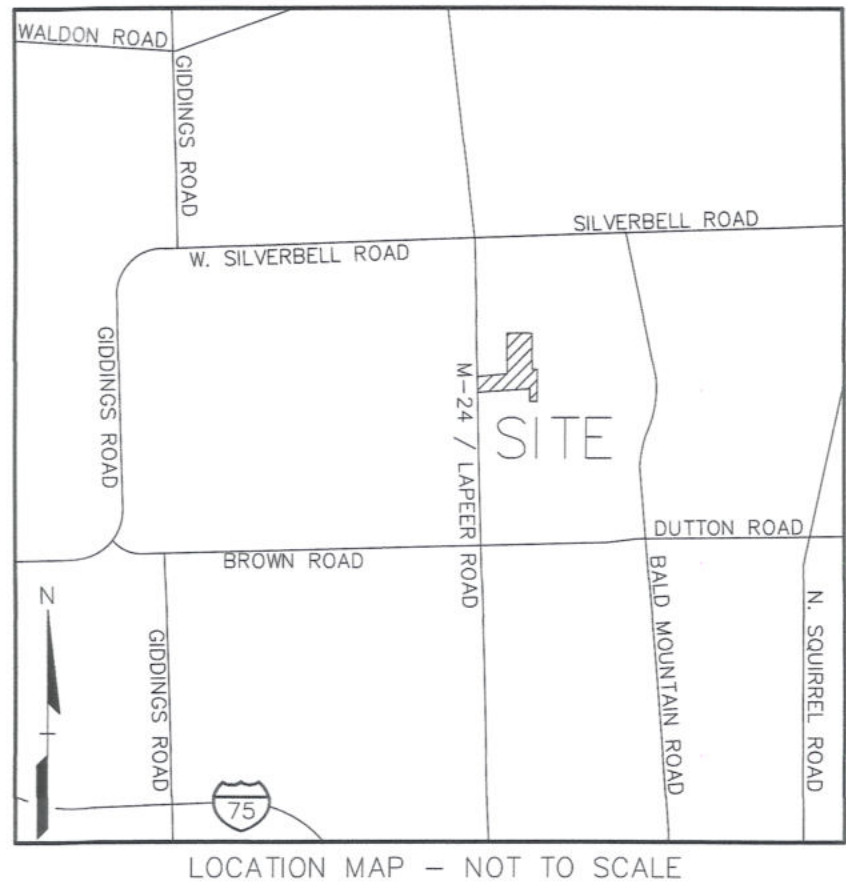 WALDON ROAD
GIDDINGS ROAD
SILVERBELL ROAD
W. SILVERBELL ROAD
GIDDINGS ROAD
M-24 / LAPEER ROAD
SITE
DUTTON ROAD
BROWN ROAD
BALD MOUNTAIN ROAD
N. SQUIRREL ROAD
N
GIDDINGS ROAD
75
LOCATION MAP - NOT TO SCALE